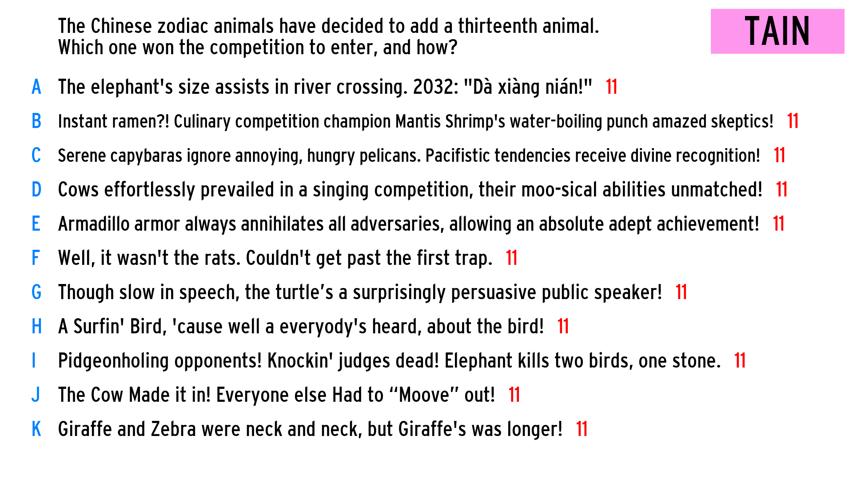 The Chinese zodiac animals have decided to add a thirteenth animal.
Which one won the competition to enter, and how?
TAIN
A The elephant's size assists in river crossing. 2032: "Dà xiàng nián!" 11
B Instant ramen?! Culinary competition champion Mantis Shrimp's water-boiling punch amazed skeptics! 11
C Serene capybaras ignore annoying, hungry pelicans. Pacifistic tendencies receive divine recognition! 11
D Cows effortlessly prevailed in a singing competition, their moo-sical abilities unmatched! 11
E Armadillo armor always annihilates all adversaries, allowing an absolute adept achievement! 11
F Well, it wasn't the rats. Couldn't get past the first trap. 11
G Though slow in speech, the turtle’s a surprisingly persuasive public speaker! 11
H A Surfin' Bird, 'cause well a everyody's heard, about the bird! 11
I Pidgeonholing opponents! Knockin' judges dead! Elephant kills two birds, one stone. 11
J The Cow Made it in! Everyone else Had to “Moove” out! 11
K Giraffe and Zebra were neck and neck, but Giraffe's was longer! 11